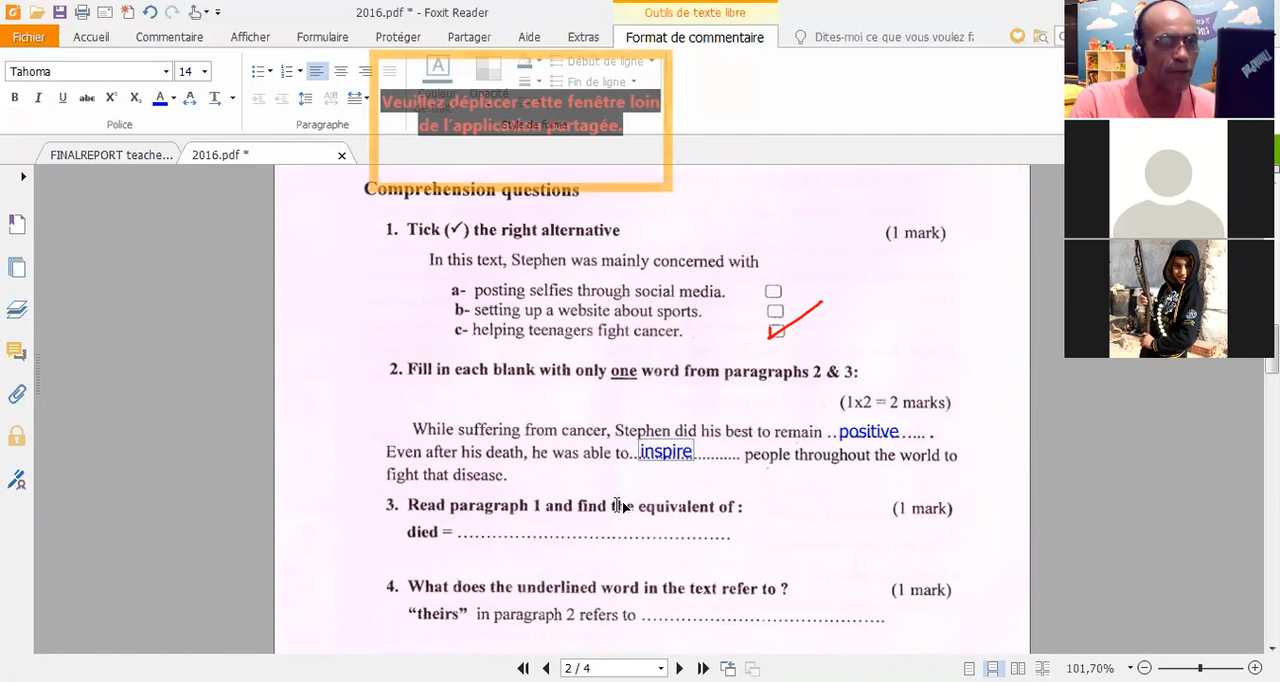 2016.pdf * - Foxit Reader
Outils de texte libre
Fichier
Accueil
Commentaire
Afficher
Formulaire
Protéger
Partager
Aide
Extras
Format de commentaire
Dites-moi ce que vous voulez f
Tahoma
14
Début de ligne
Fin de ligne
Veuillez déplacer cette fenêtre loin
de l'application partagée.
Police
Paragraphe
FINALREPORT teache...
2016.pdf *
Comprehension questions
1. Tick (✓) the right alternative (1 mark)
In this text, Stephen was mainly concerned with
a- posting selfies through social media.
b- setting up a website about sports.
c- helping teenagers fight cancer.
2. Fill in each blank with only one word from paragraphs 2 & 3:
(1x2 = 2 marks)
While suffering from cancer, Stephen did his best to remain ..positive..... .
Even after his death, he was able to..inspire........... people throughout the world to
fight that disease.
3. Read paragraph 1 and find the equivalent of : (1 mark)
died = ....................................................
4. What does the underlined word in the text refer to ? (1 mark)
“theirs” in paragraph 2 refers to ..............................................
2 / 4
101,70%